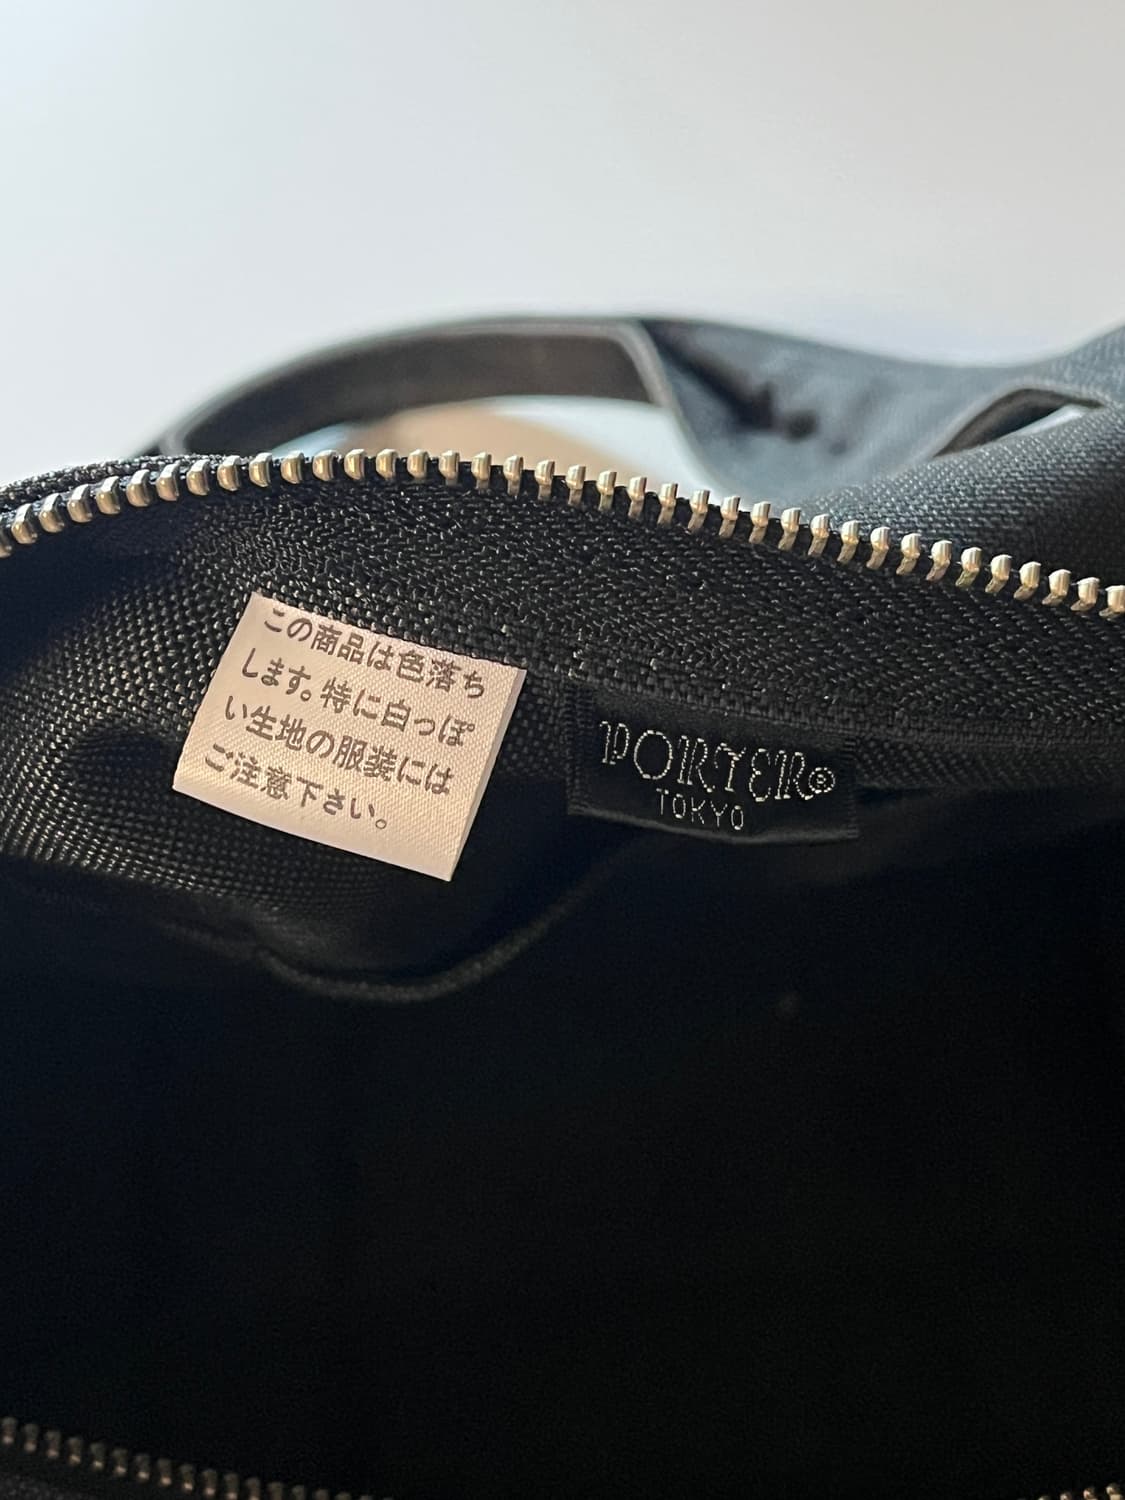 この商品は色落ち
します。特に白っぽ
い生地の服装には
ご注意下さい。
PORTER®
TOKYO